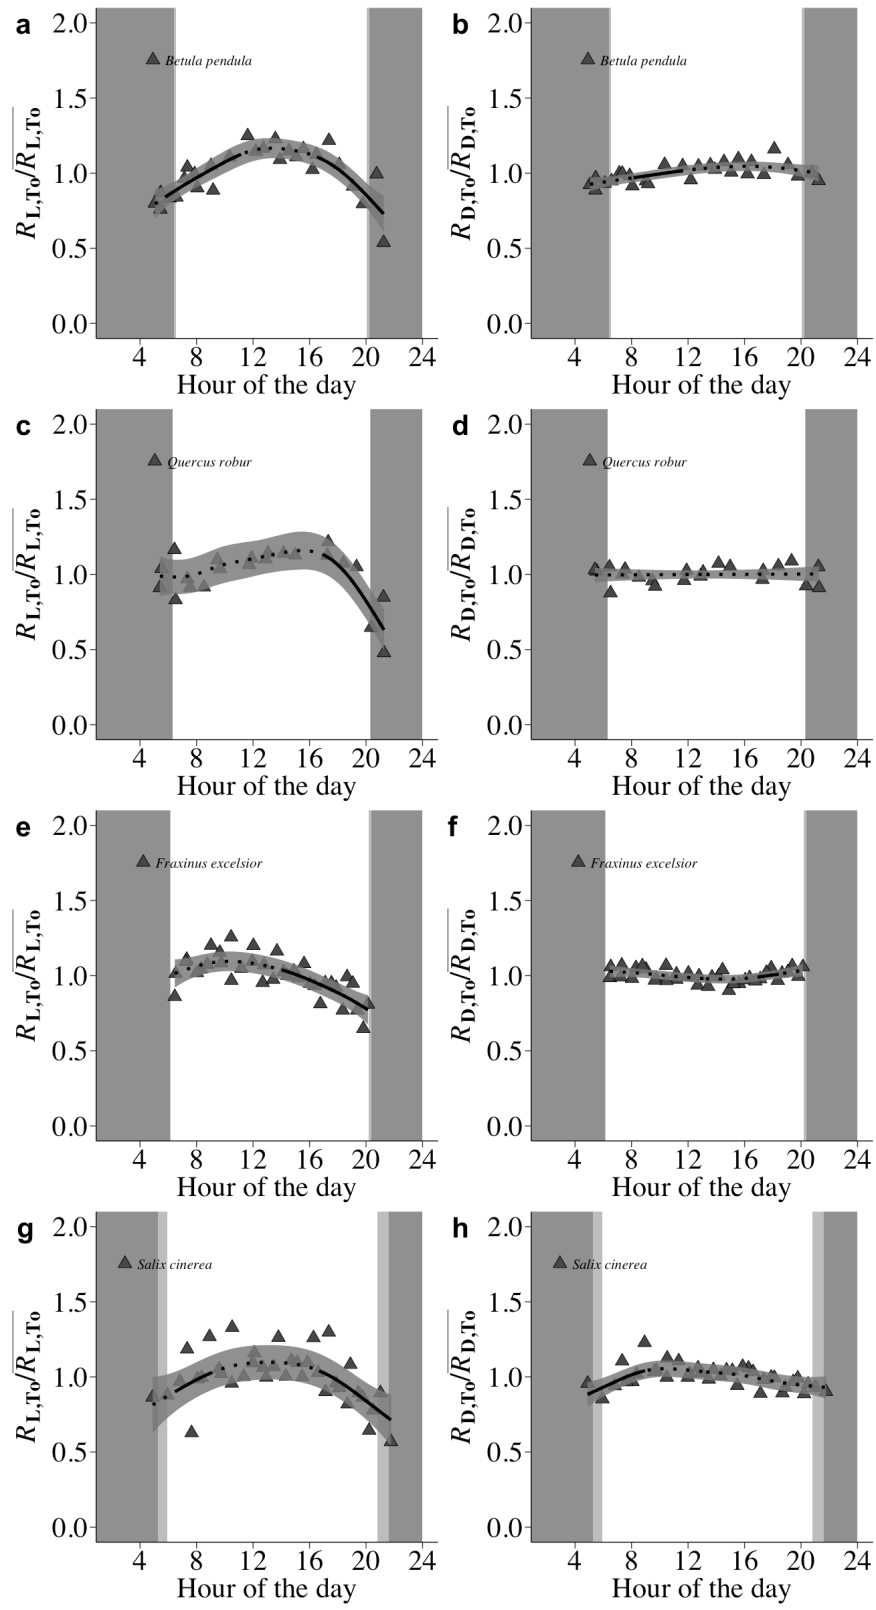 a
2.0
1.5
1.0
0.5
0.0
R_L,To/R_L,To
Betula pendula
4 8 12 16 20 24
Hour of the day
b
2.0
1.5
1.0
0.5
0.0
R_D,To/R_D,To
Betula pendula
4 8 12 16 20 24
Hour of the day
c
2.0
1.5
1.0
0.5
0.0
R_L,To/R_L,To
Quercus robur
4 8 12 16 20 24
Hour of the day
d
2.0
1.5
1.0
0.5
0.0
R_D,To/R_D,To
Quercus robur
4 8 12 16 20 24
Hour of the day
e
2.0
1.5
1.0
0.5
0.0
R_L,To/R_L,To
Fraxinus excelsior
4 8 12 16 20 24
Hour of the day
f
2.0
1.5
1.0
0.5
0.0
R_D,To/R_D,To
Fraxinus excelsior
4 8 12 16 20 24
Hour of the day
g
2.0
1.5
1.0
0.5
0.0
R_L,To/R_L,To
Salix cinerea
4 8 12 16 20 24
Hour of the day
h
2.0
1.5
1.0
0.5
0.0
R_D,To/R_D,To
Salix cinerea
4 8 12 16 20 24
Hour of the day